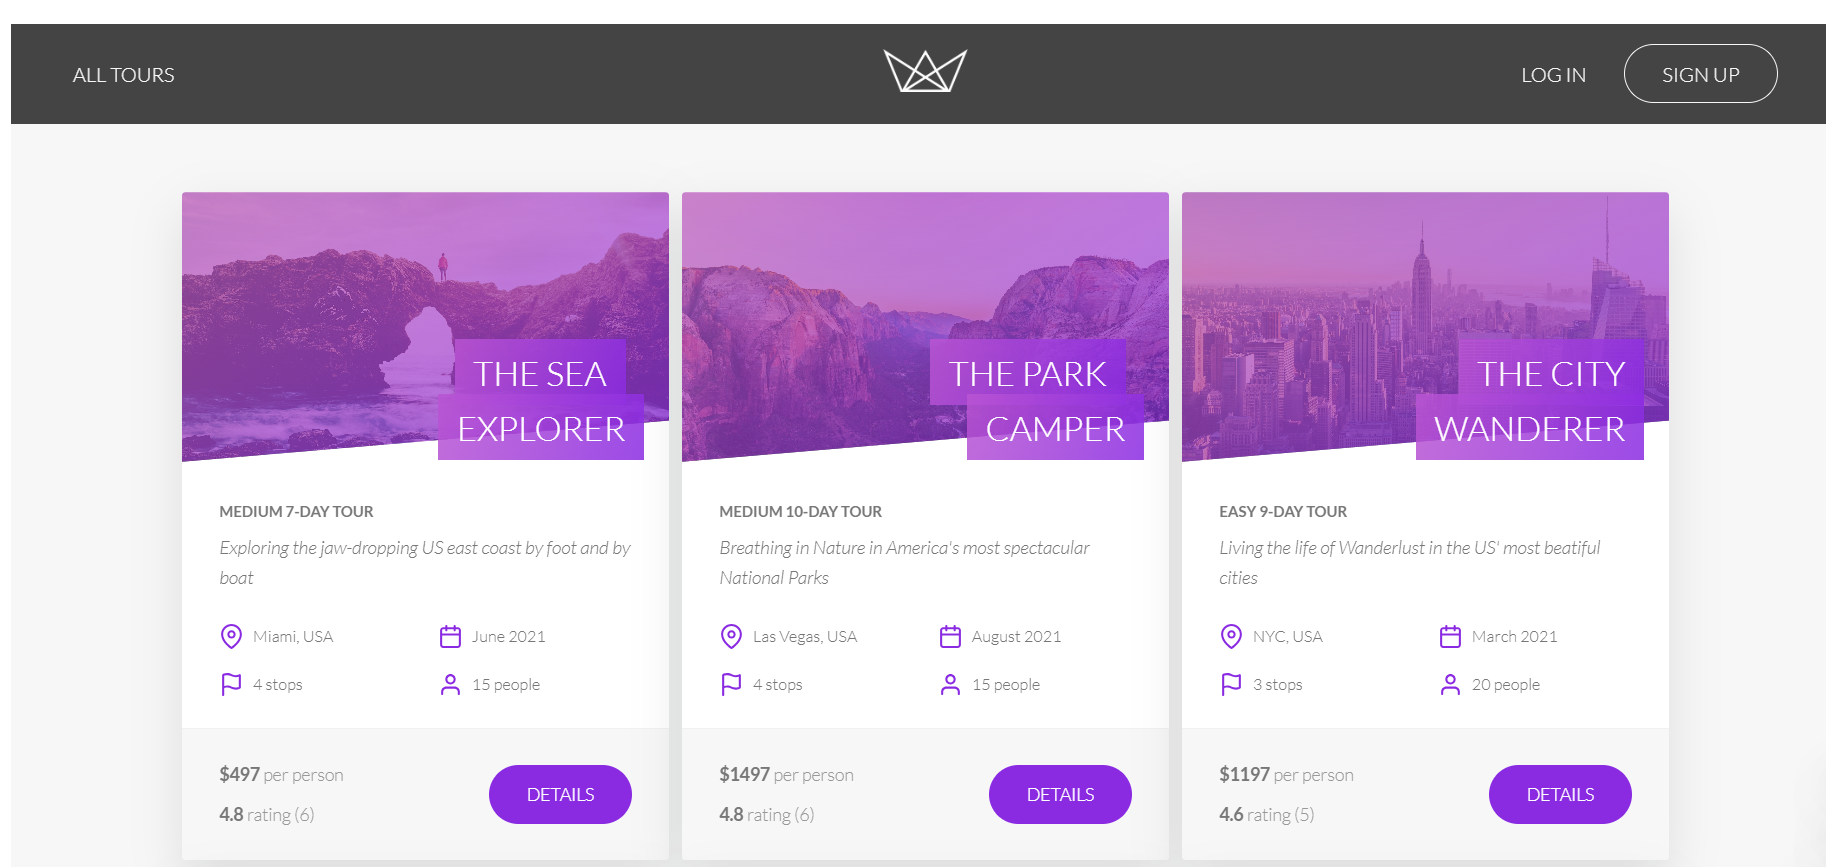 ALL TOURS
LOG IN
SIGN UP
THE SEA
EXPLORER
MEDIUM 7-DAY TOUR
Exploring the jaw-dropping US east coast by foot and by
boat
Miami, USA
June 2021
4 stops
15 people
$497 per person
4.8 rating (6)
DETAILS
THE PARK
CAMPER
MEDIUM 10-DAY TOUR
Breathing in Nature in America's most spectacular
National Parks
Las Vegas, USA
August 2021
4 stops
15 people
$1497 per person
4.8 rating (6)
DETAILS
THE CITY
WANDERER
EASY 9-DAY TOUR
Living the life of Wanderlust in the US' most beatiful
cities
NYC, USA
March 2021
3 stops
20 people
$1197 per person
4.6 rating (5)
DETAILS